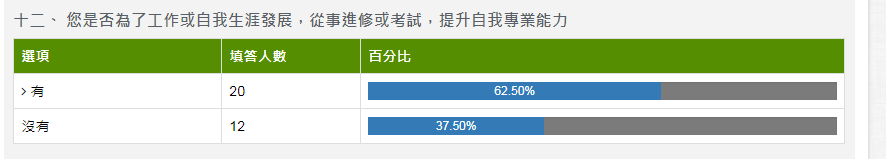 十二、 您是否為了工作或自我生涯發展，從事進修或考試，提升自我專業能力
選項 填答人數 百分比
> 有 20 62.50%
沒有 12 37.50%